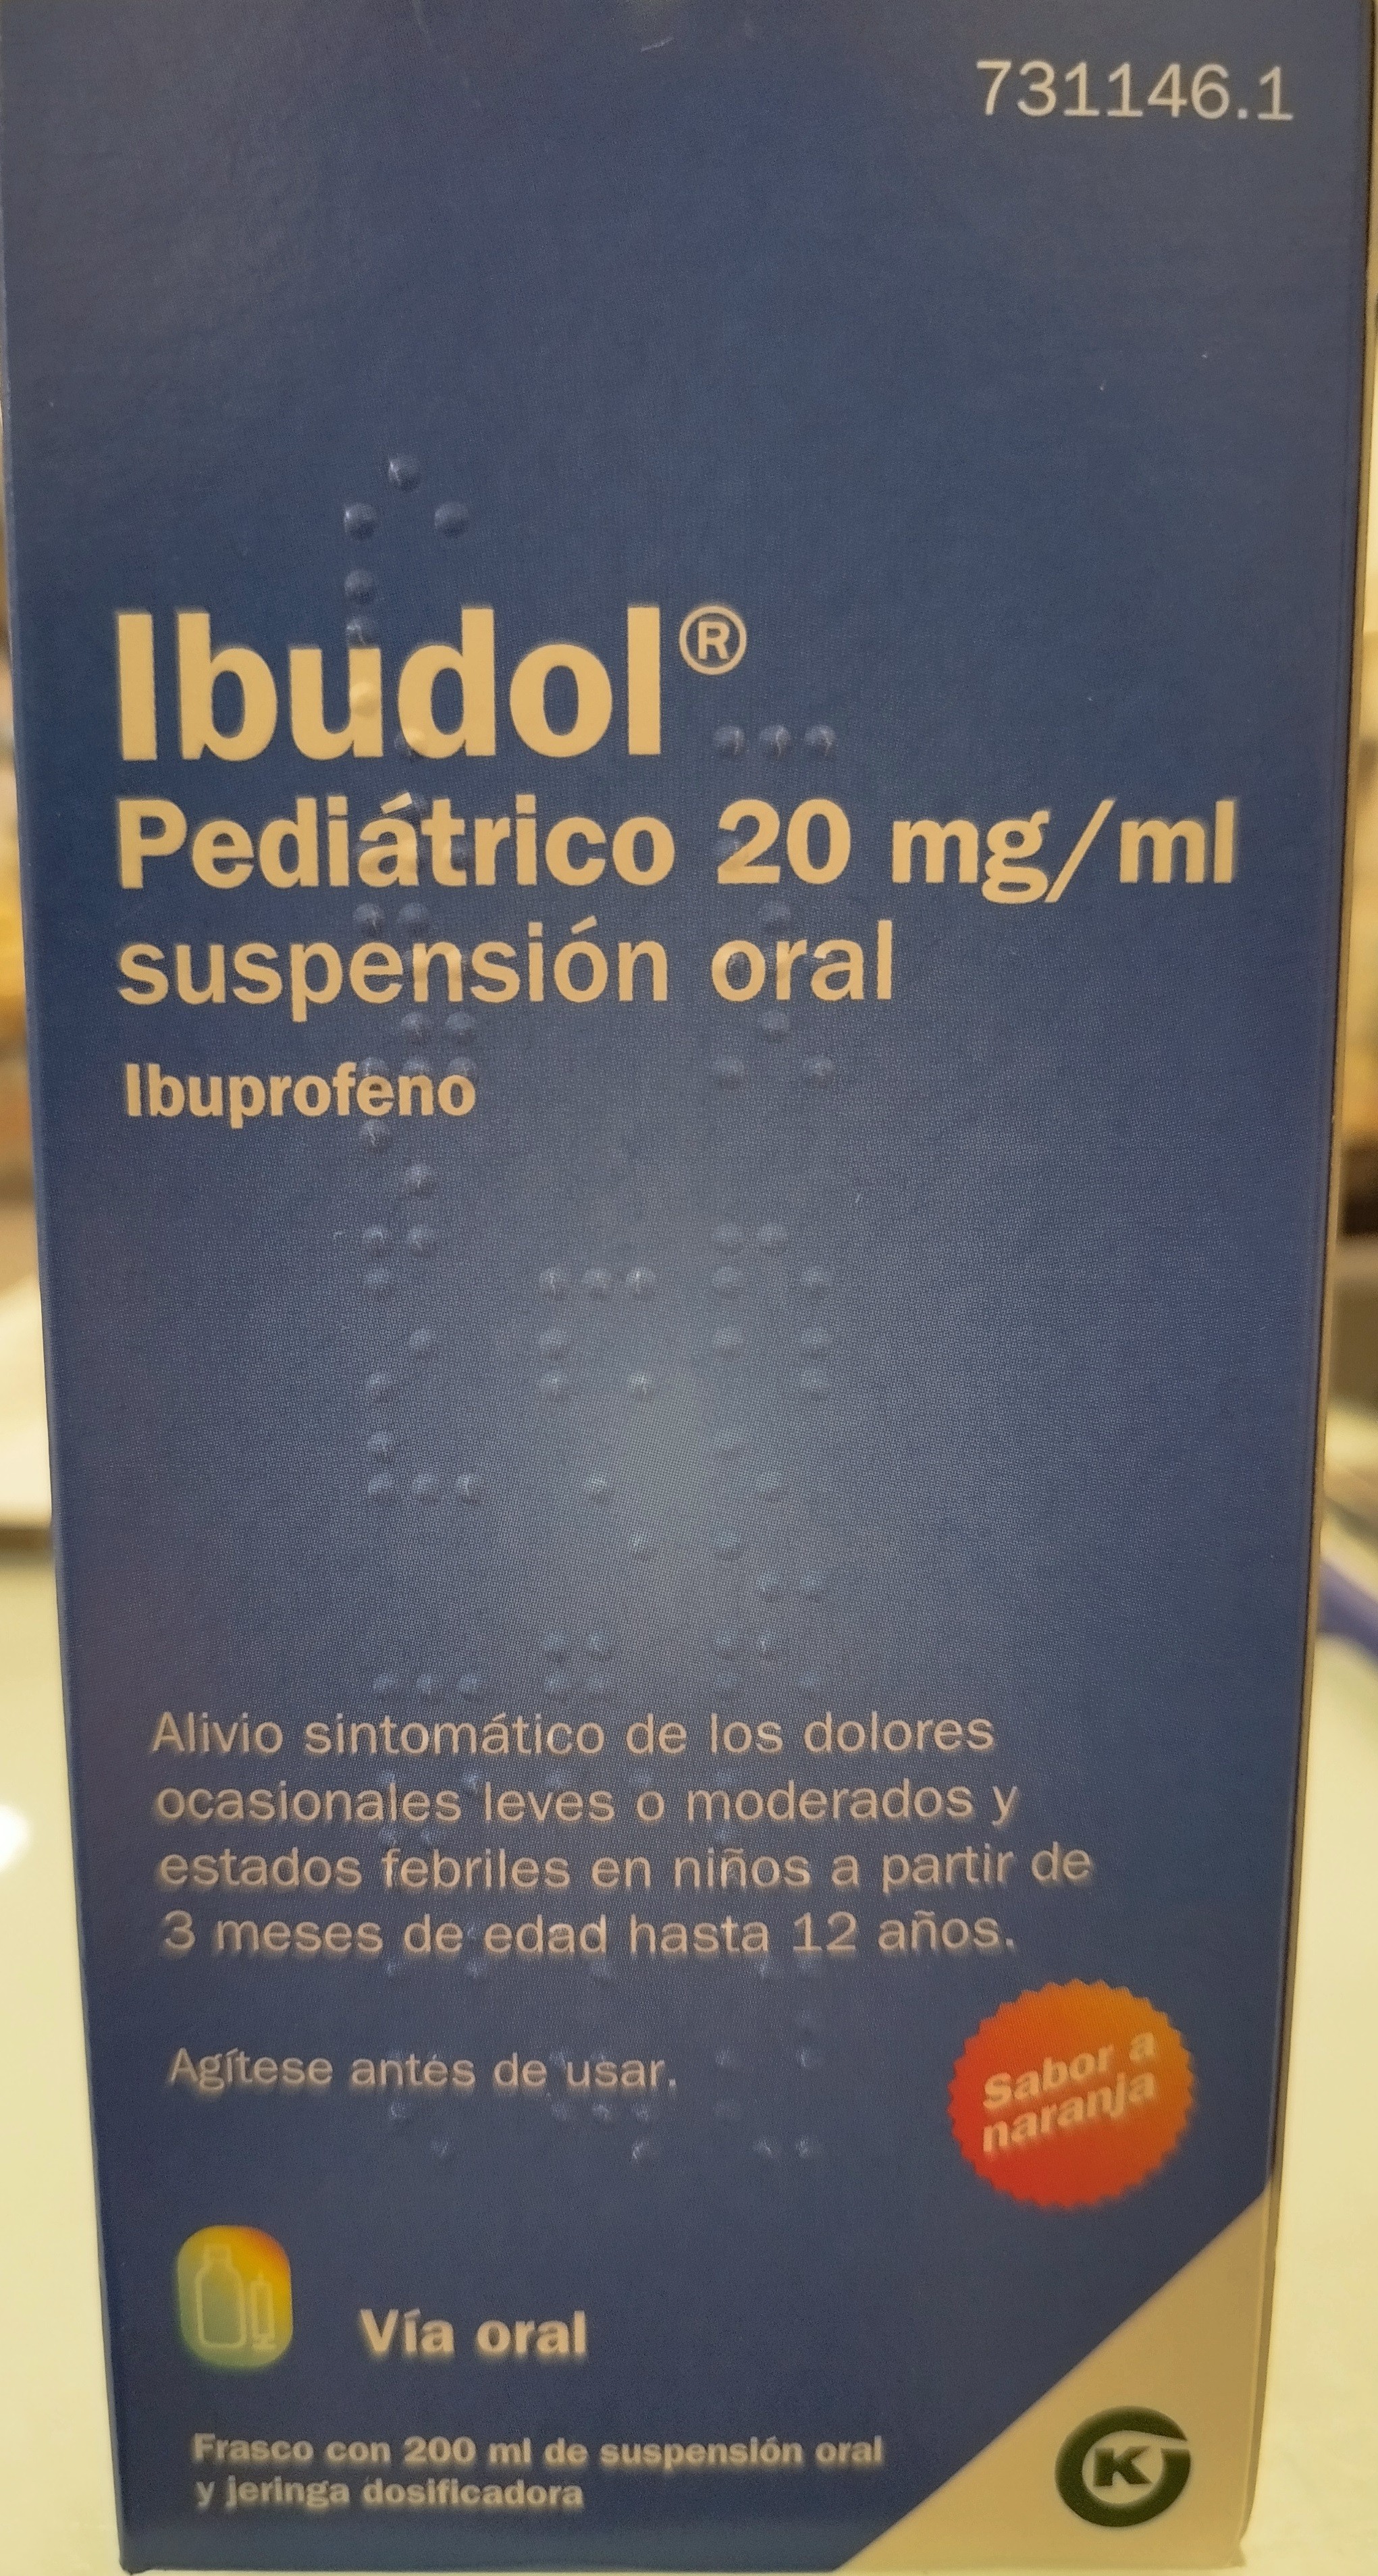 731146.1
Ibudol®
Pediátrico 20 mg/ml
suspensión oral
Ibuprofeno
Alivio sintomático de los dolores
ocasionales leves o moderados y
estados febriles en niños a partir de
3 meses de edad hasta 12 años.
Agítese antes de usar.
Sabor a
naranja
Vía oral
Frasco con 200 ml de suspensión oral
y jeringa dosificadora
K